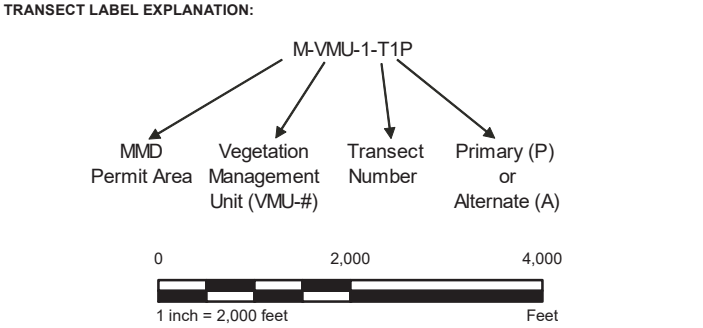 TRANSECT LABEL EXPLANATION:
M-VMU-1-T1P
MMD Vegetation Transect Primary (P)
Permit Area Management Number or
Unit (VMU-#) Alternate (A)
0 2,000 4,000
1 inch = 2,000 feet Feet